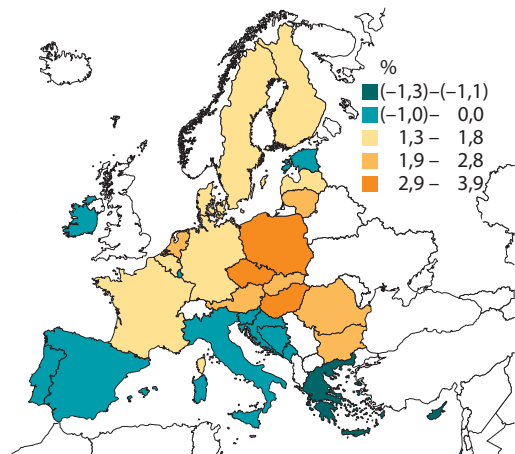 %
(−1,3)–(−1,1)
(−1,0)– 0,0
1,3 – 1,8
1,9 – 2,8
2,9 – 3,9